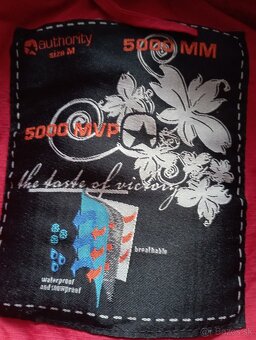 authority
SIZE M
5000 MM
5000 MVP
the taste of victory
breathable
waterproof
and snowproof